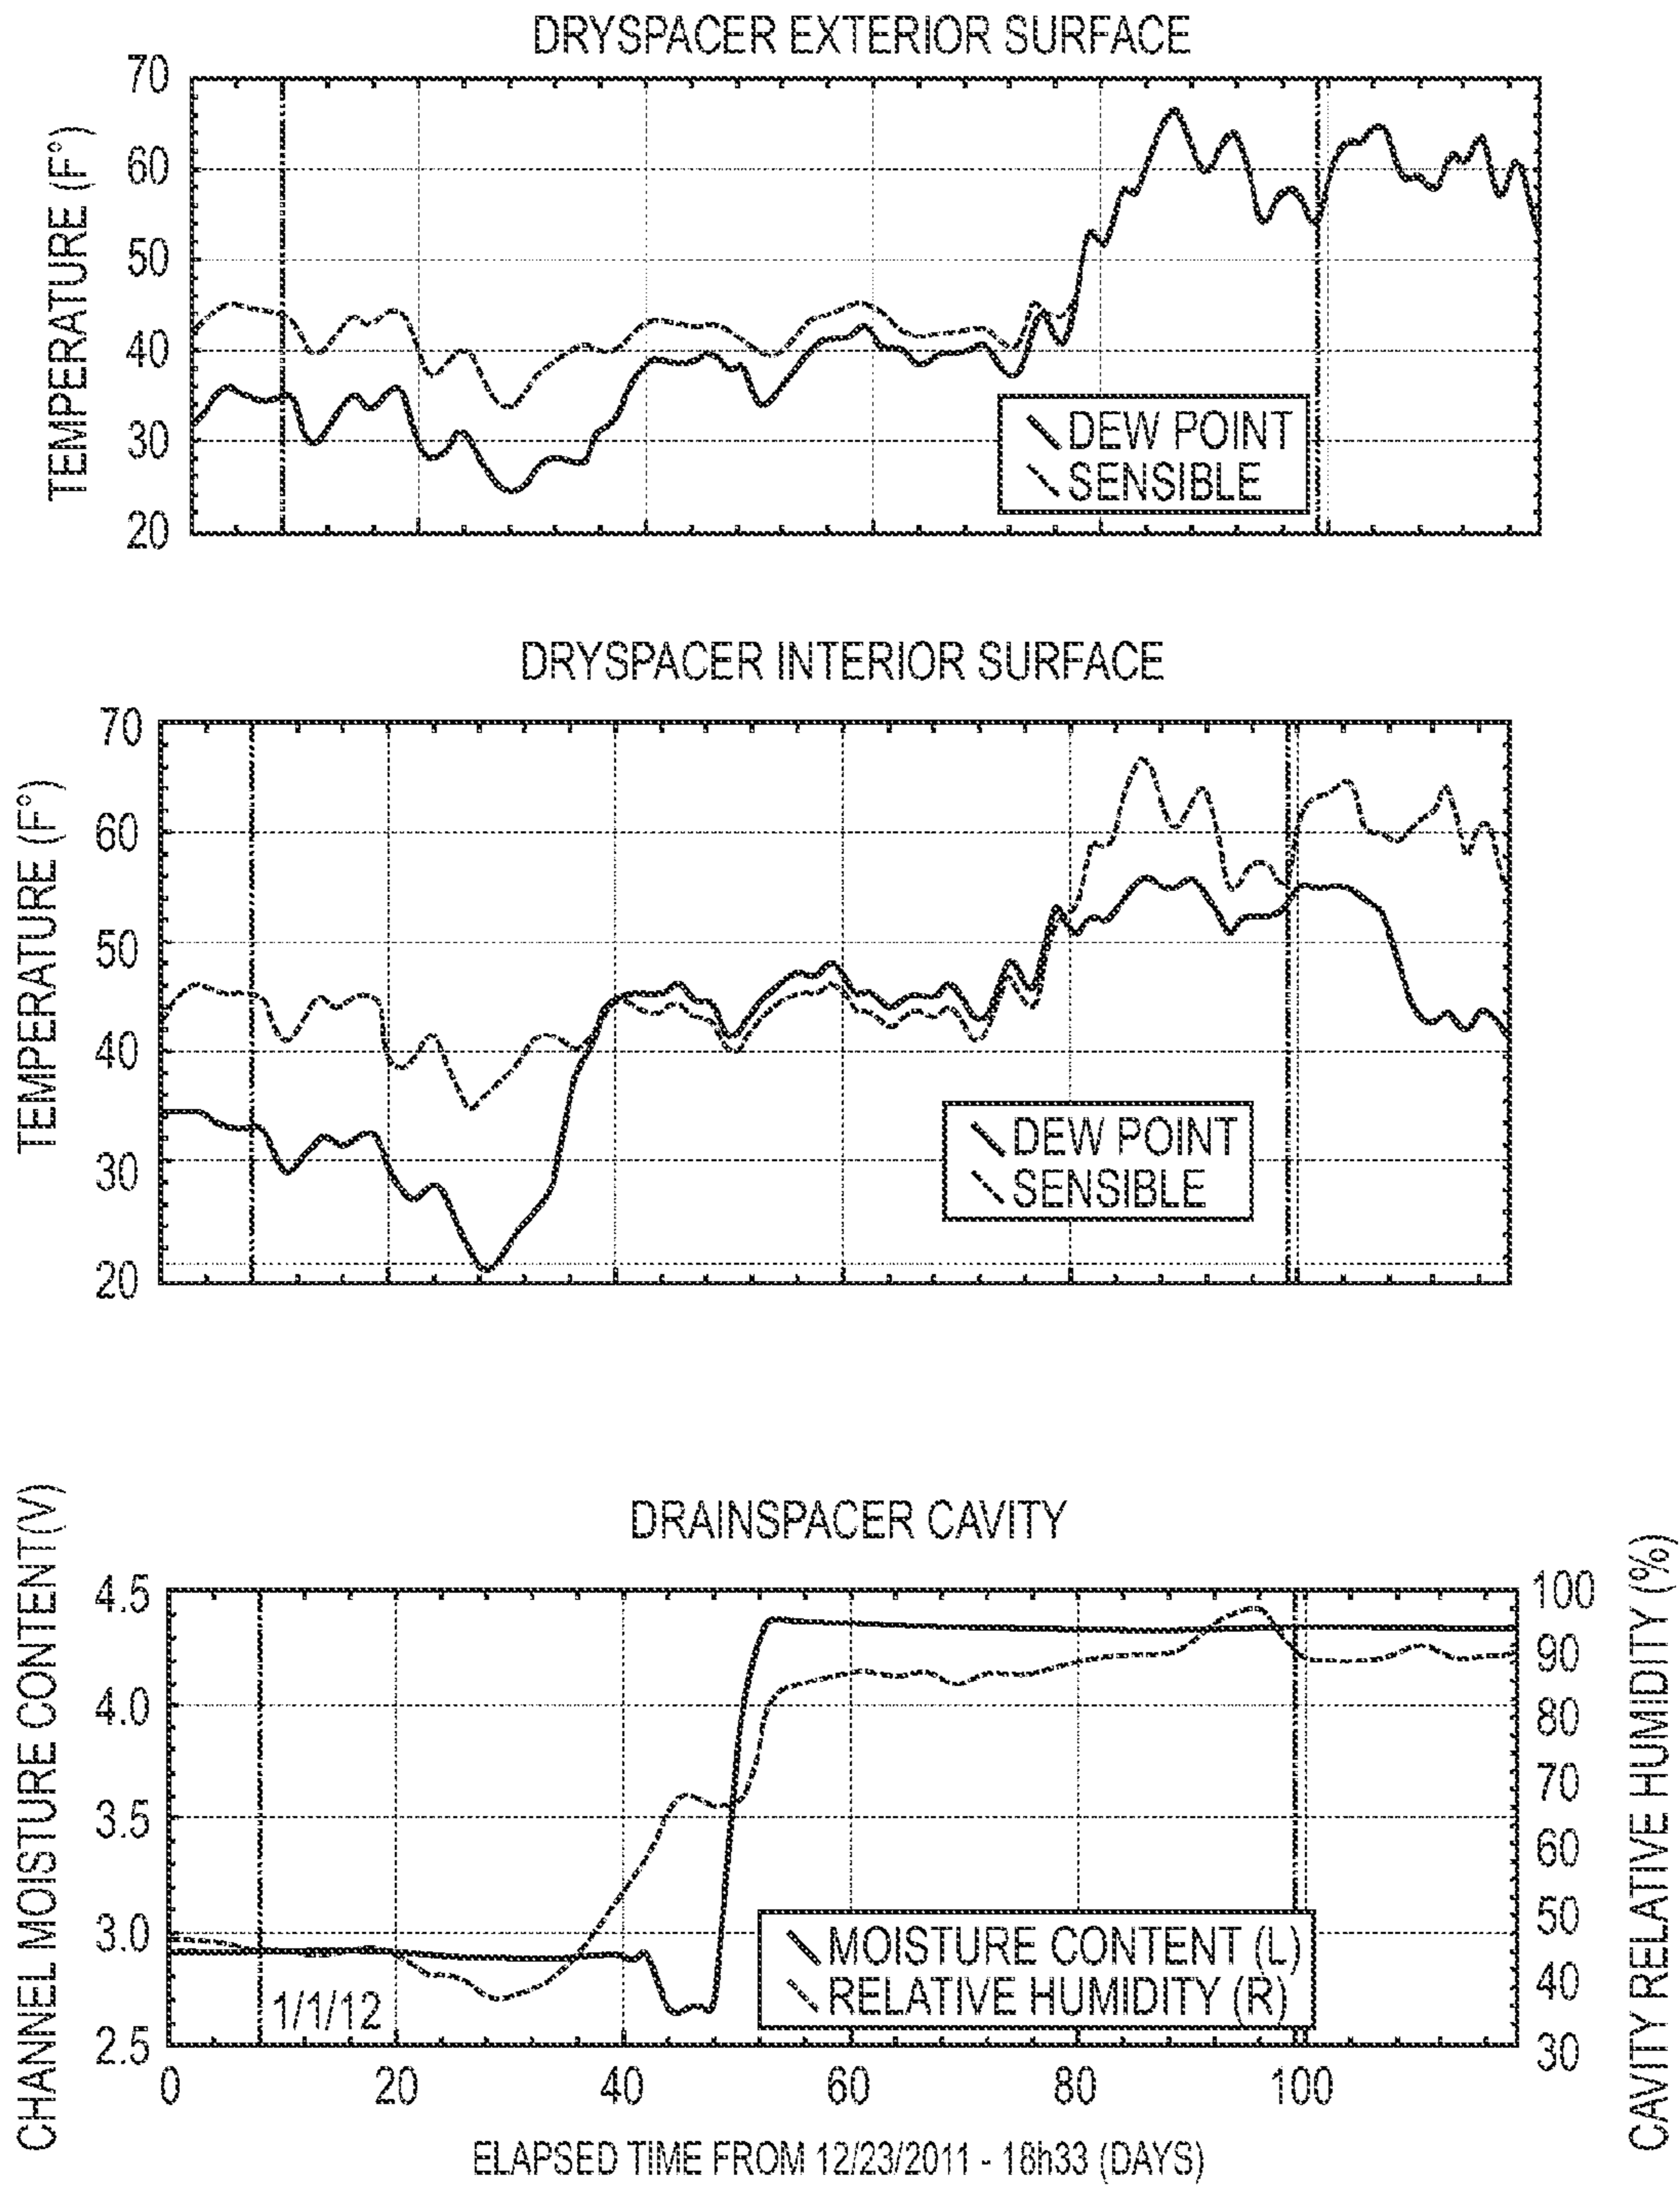 DRYSPACER EXTERIOR SURFACE
TEMPERATURE (F°)
70
60
50
40
30
20
DEW POINT
SENSIBLE
DRYSPACER INTERIOR SURFACE
TEMPERATURE (F°)
70
60
50
40
30
20
DEW POINT
SENSIBLE
DRAINSPACER CAVITY
CHANNEL MOISTURE CONTENT(V)
4.5
4.0
3.5
3.0
2.5
CAVITY RELATIVE HUMIDITY (%)
100
90
80
70
60
50
40
30
MOISTURE CONTENT (L)
RELATIVE HUMIDITY (R)
1/1/12
0 20 40 60 80 100
ELAPSED TIME FROM 12/23/2011 - 18h33 (DAYS)